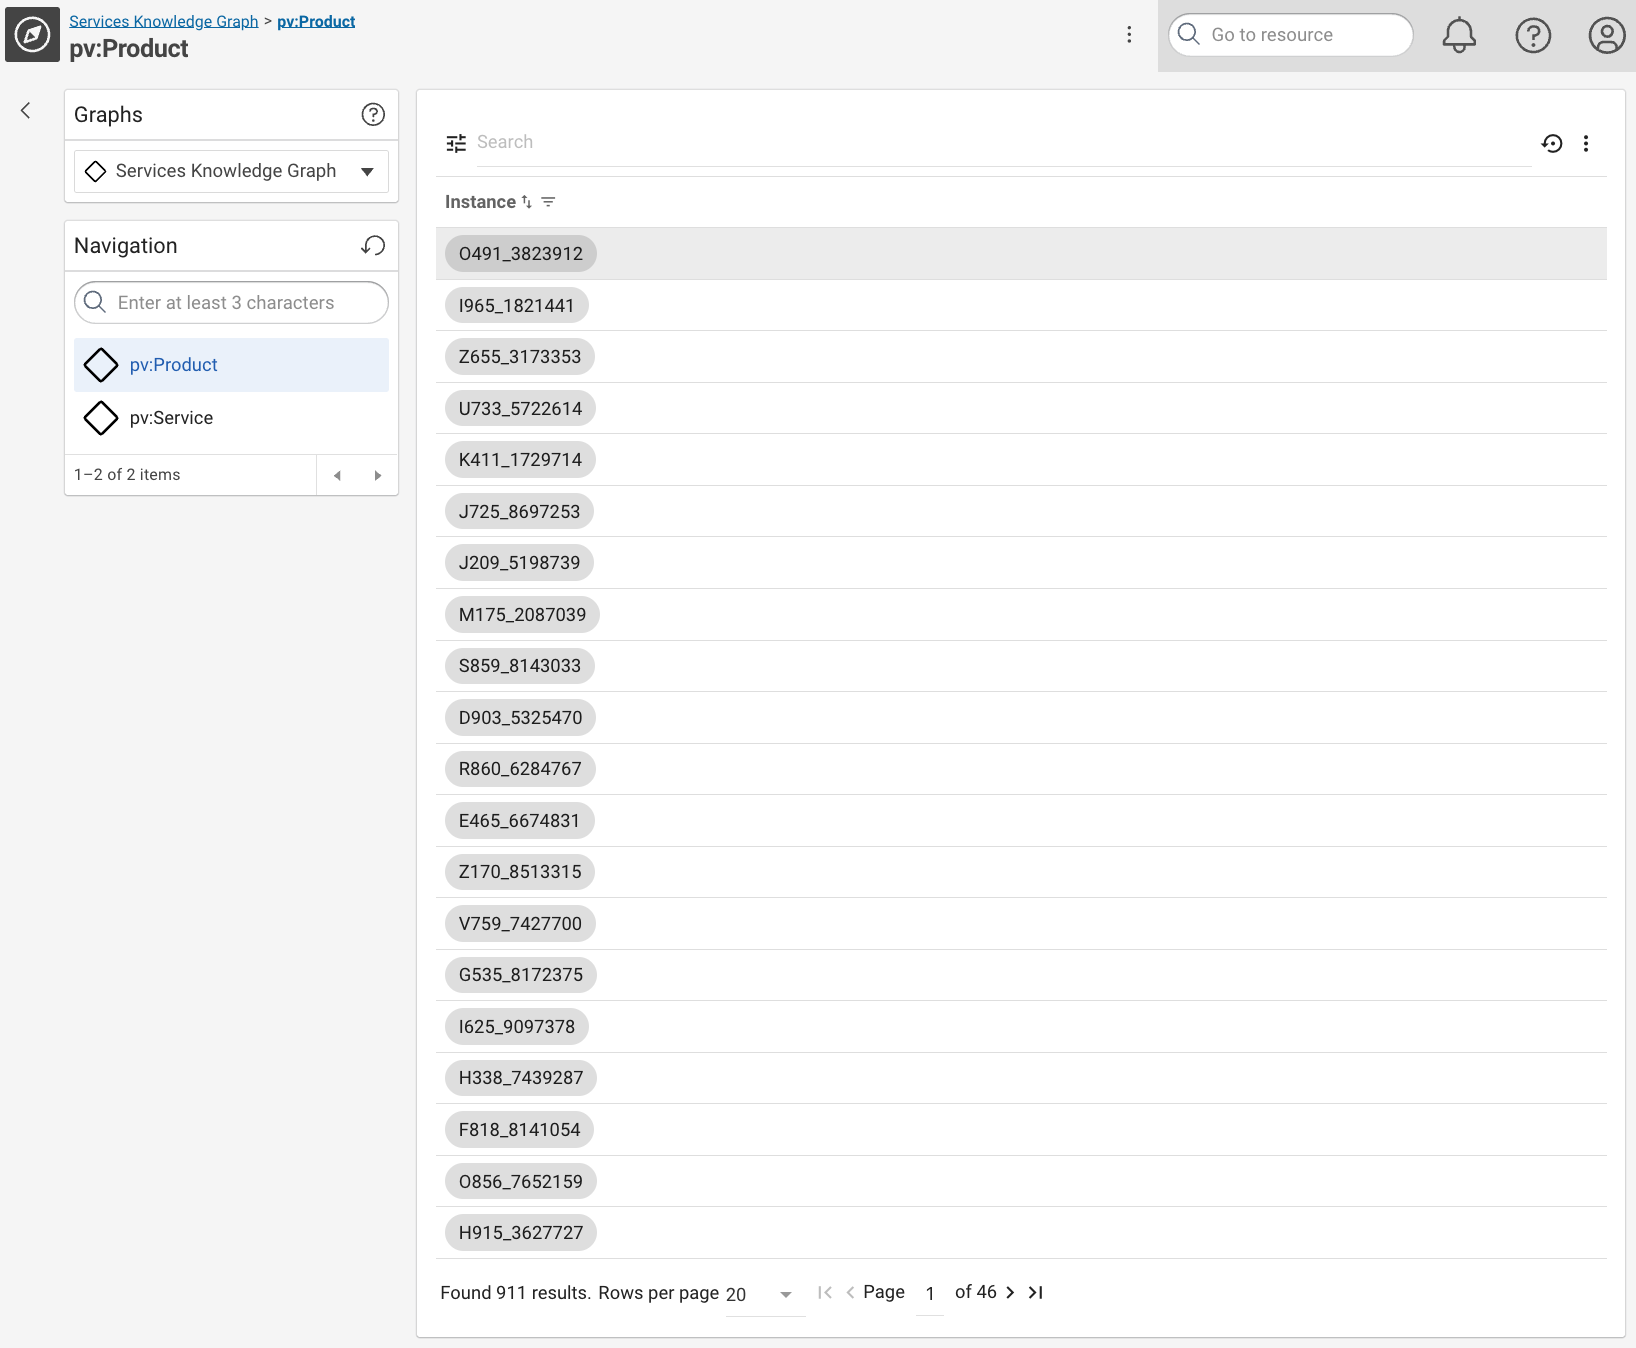 Services Knowledge Graph > pv:Product
pv:Product
Go to resource
Graphs
Services Knowledge Graph
Navigation
Enter at least 3 characters
pv:Product
pv:Service
1–2 of 2 items
Search
Instance
O491_3823912
I965_1821441
Z655_3173353
U733_5722614
K411_1729714
J725_8697253
J209_5198739
M175_2087039
S859_8143033
D903_5325470
R860_6284767
E465_6674831
Z170_8513315
V759_7427700
G535_8172375
I625_9097378
H338_7439287
F818_8141054
O856_7652159
H915_3627727
Found 911 results. Rows per page 20 Page 1 of 46